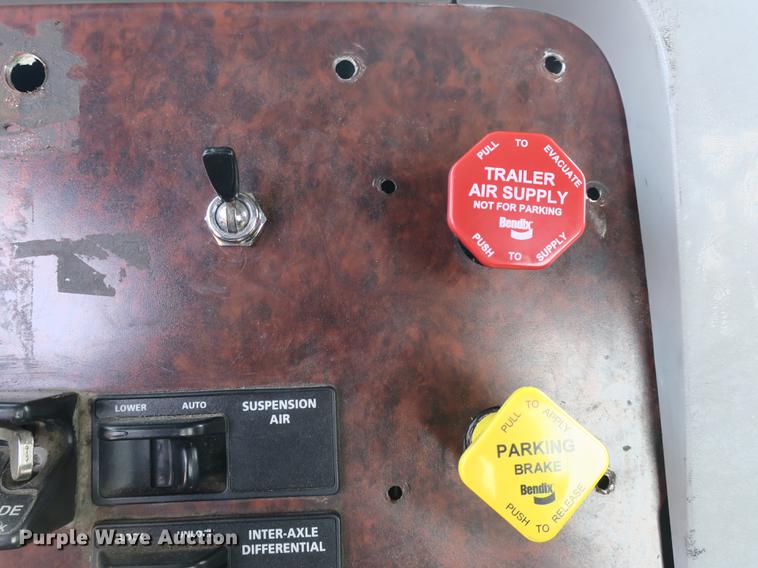 PULL TO EVACUATE
TRAILER
AIR SUPPLY
NOT FOR PARKING
Bendix
PUSH TO SUPPLY
LOWER AUTO
SUSPENSION
AIR
PULL TO APPLY
PARKING
BRAKE
Bendix
PUSH TO RELEASE
DE
INTER-AXLE
DIFFERENTIAL
Purple Wave Auction